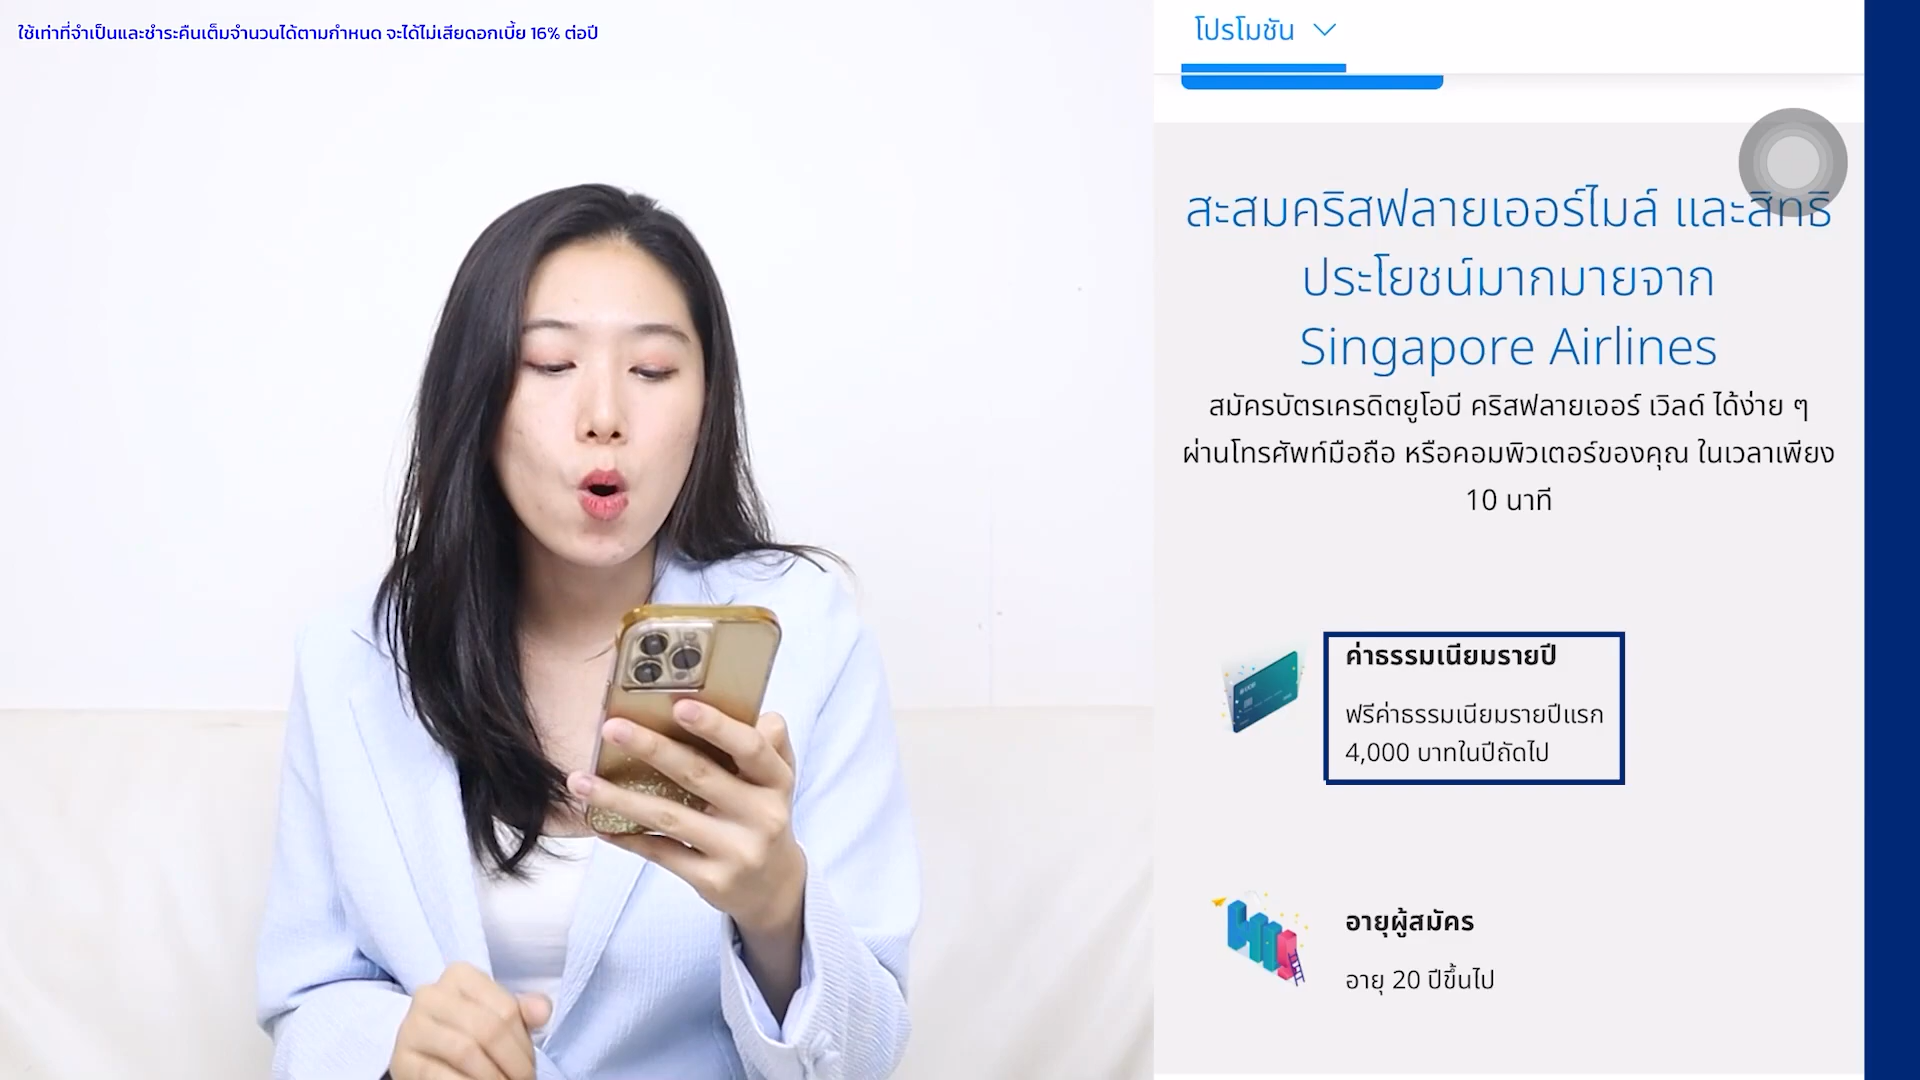 ใช้เท่าที่จำเป็นและชำระคืนเต็มจำนวนได้ตามกำหนด จะได้ไม่เสียดอกเบี้ย 16% ต่อปี
โปรโมชัน
สะสมคริสฟลายเออร์ไมล์ และสิทธิ
ประโยชน์มากมายจาก
Singapore Airlines
สมัครบัตรเครดิตยูโอบี คริสฟลายเออร์ เวิลด์ ได้ง่าย ๆ
ผ่านโทรศัพท์มือถือ หรือคอมพิวเตอร์ของคุณ ในเวลาเพียง
10 นาที
ค่าธรรมเนียมรายปี
ฟรีค่าธรรมเนียมรายปีแรก
4,000 บาทในปีถัดไป
อายุผู้สมัคร
อายุ 20 ปีขึ้นไป